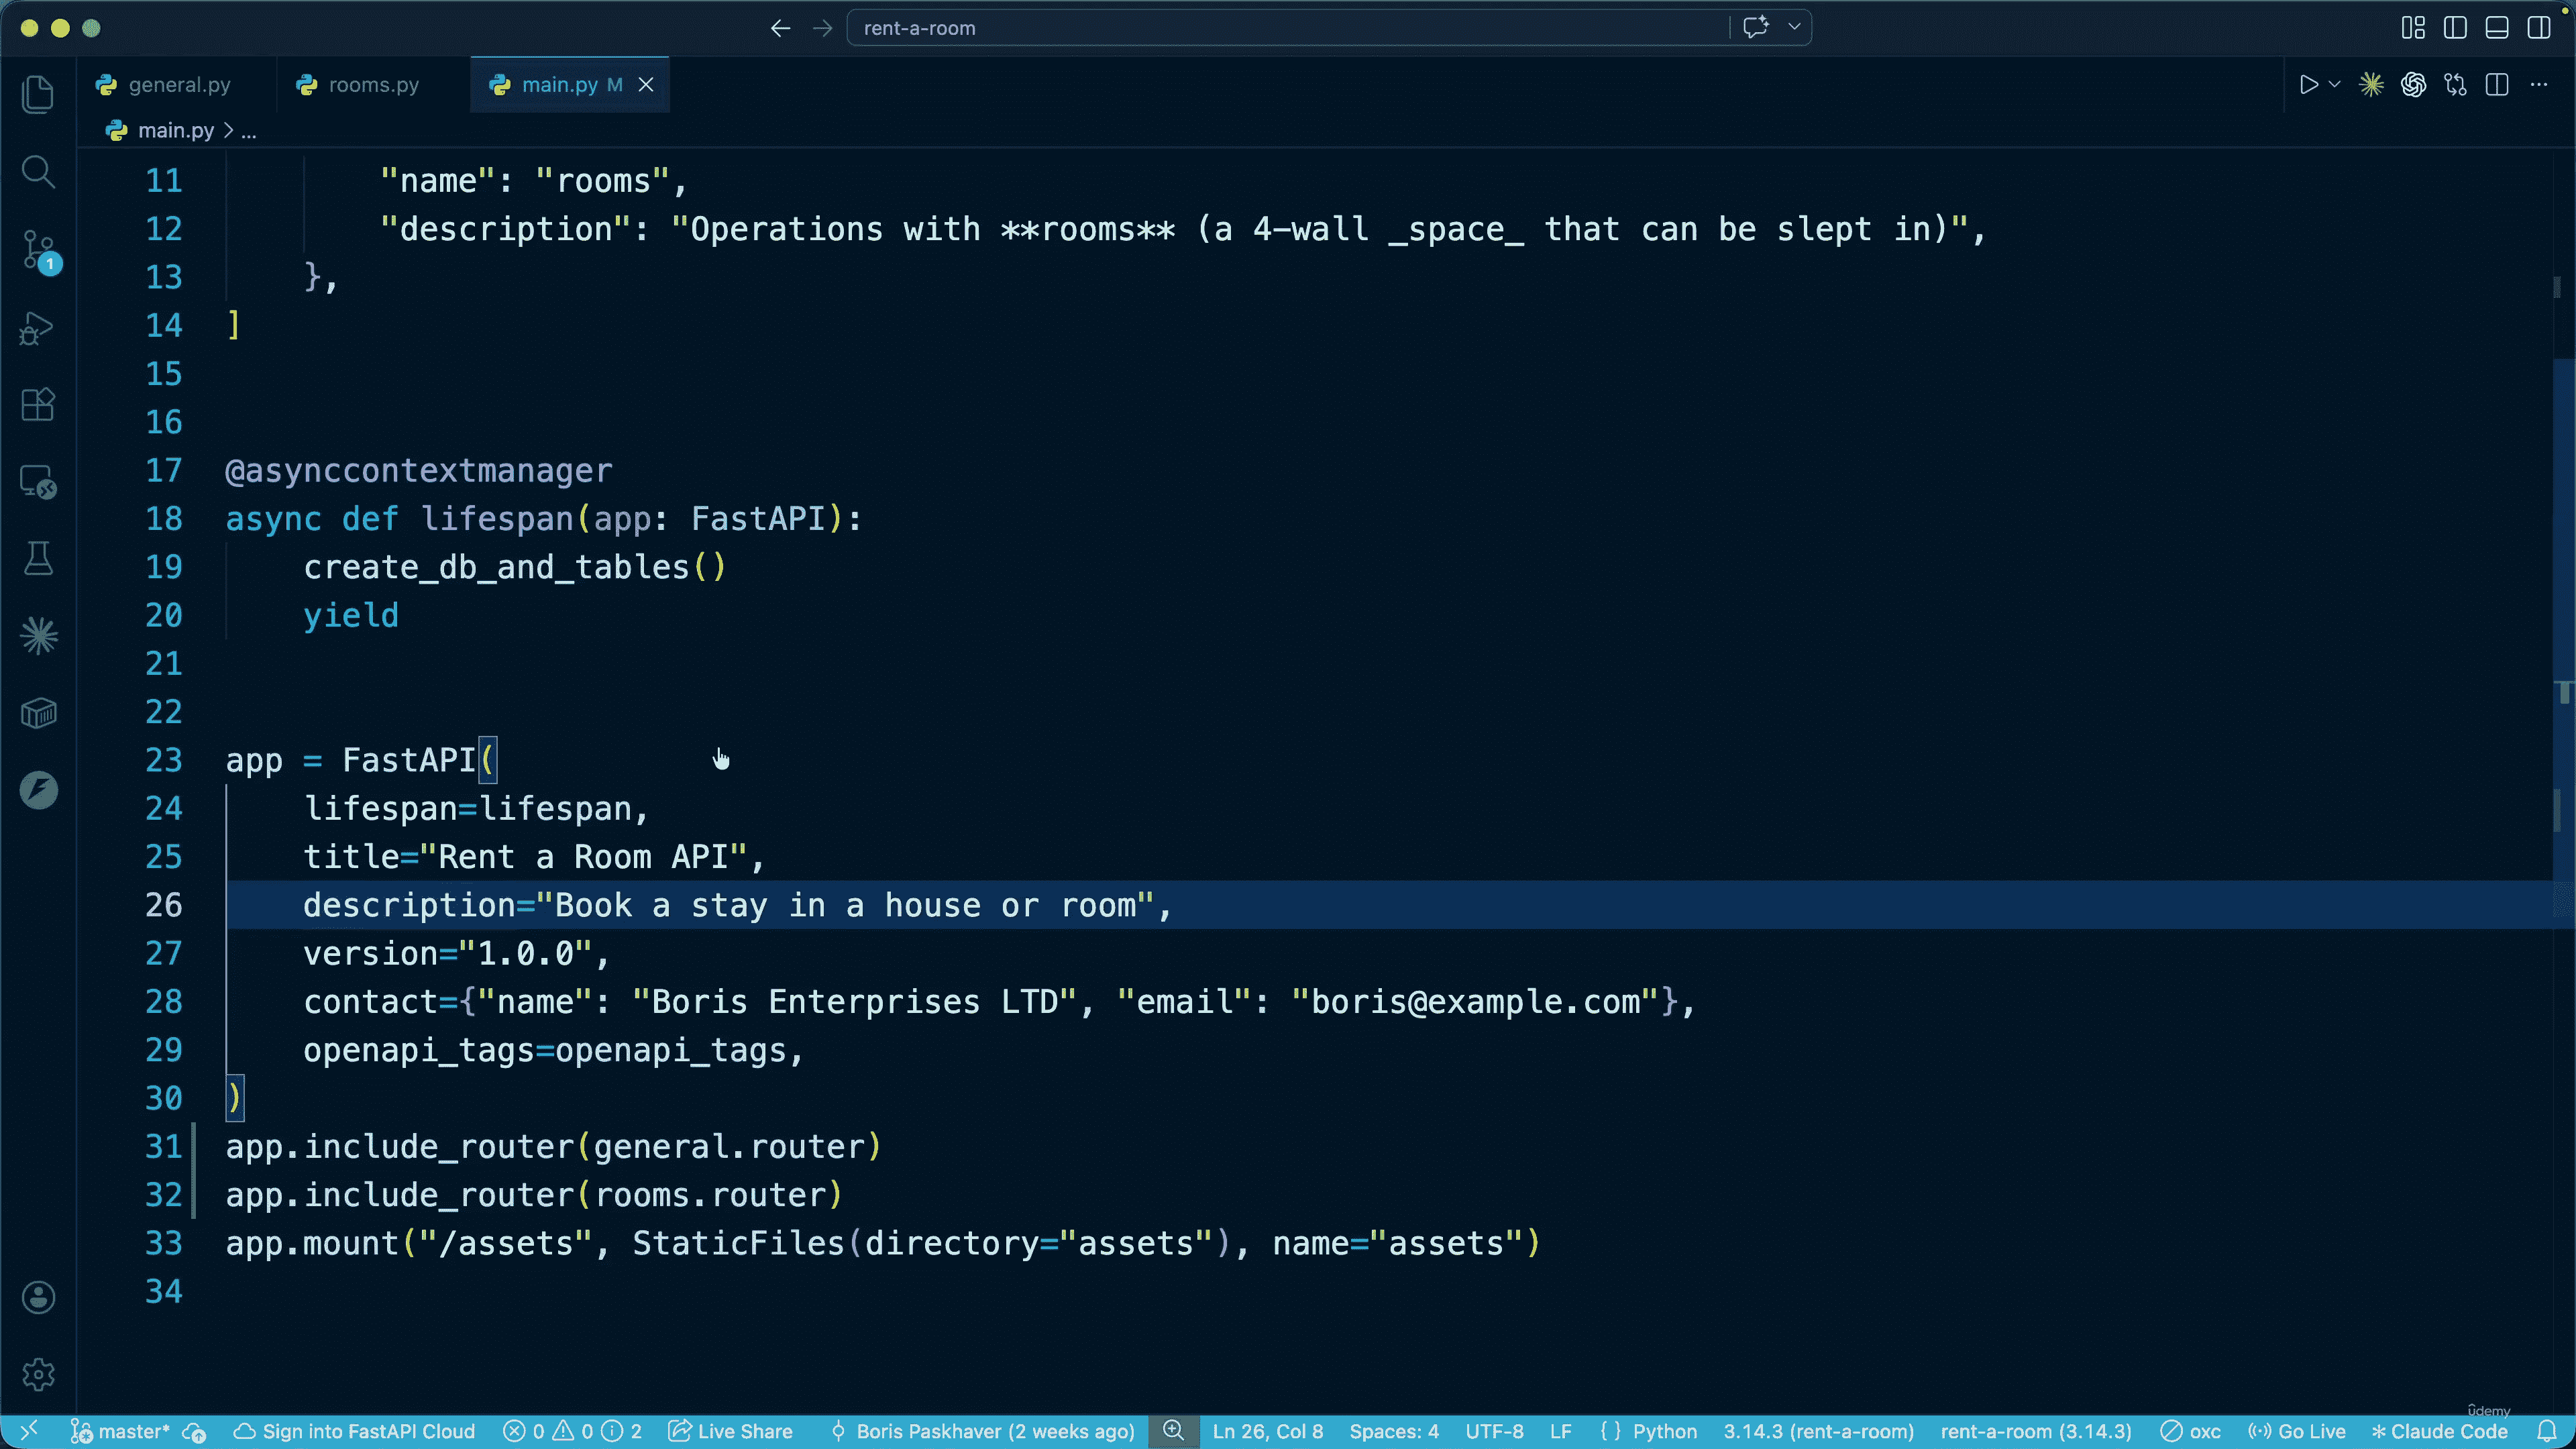 rent-a-room
general.py
rooms.py
main.py M
main.py > ...
11 "name": "rooms",
12 "description": "Operations with **rooms** (a 4-wall _space_ that can be slept in)",
13 },
14 ]
15
16
17 @asynccontextmanager
18 async def lifespan(app: FastAPI):
19 create_db_and_tables()
20 yield
21
22
23 app = FastAPI(
24 lifespan=lifespan,
25 title="Rent a Room API",
26 description="Book a stay in a house or room",
27 version="1.0.0",
28 contact={"name": "Boris Enterprises LTD", "email": "boris@example.com"},
29 openapi_tags=openapi_tags,
30 )
31 app.include_router(general.router)
32 app.include_router(rooms.router)
33 app.mount("/assets", StaticFiles(directory="assets"), name="assets")
34
1
ûdemy
master* Sign into FastAPI Cloud 0 0 2 Live Share Boris Paskhaver (2 weeks ago) Ln 26, Col 8 Spaces: 4 UTF-8 LF { } Python 3.14.3 (rent-a-room) rent-a-room (3.14.3) oxc Go Live Claude Code